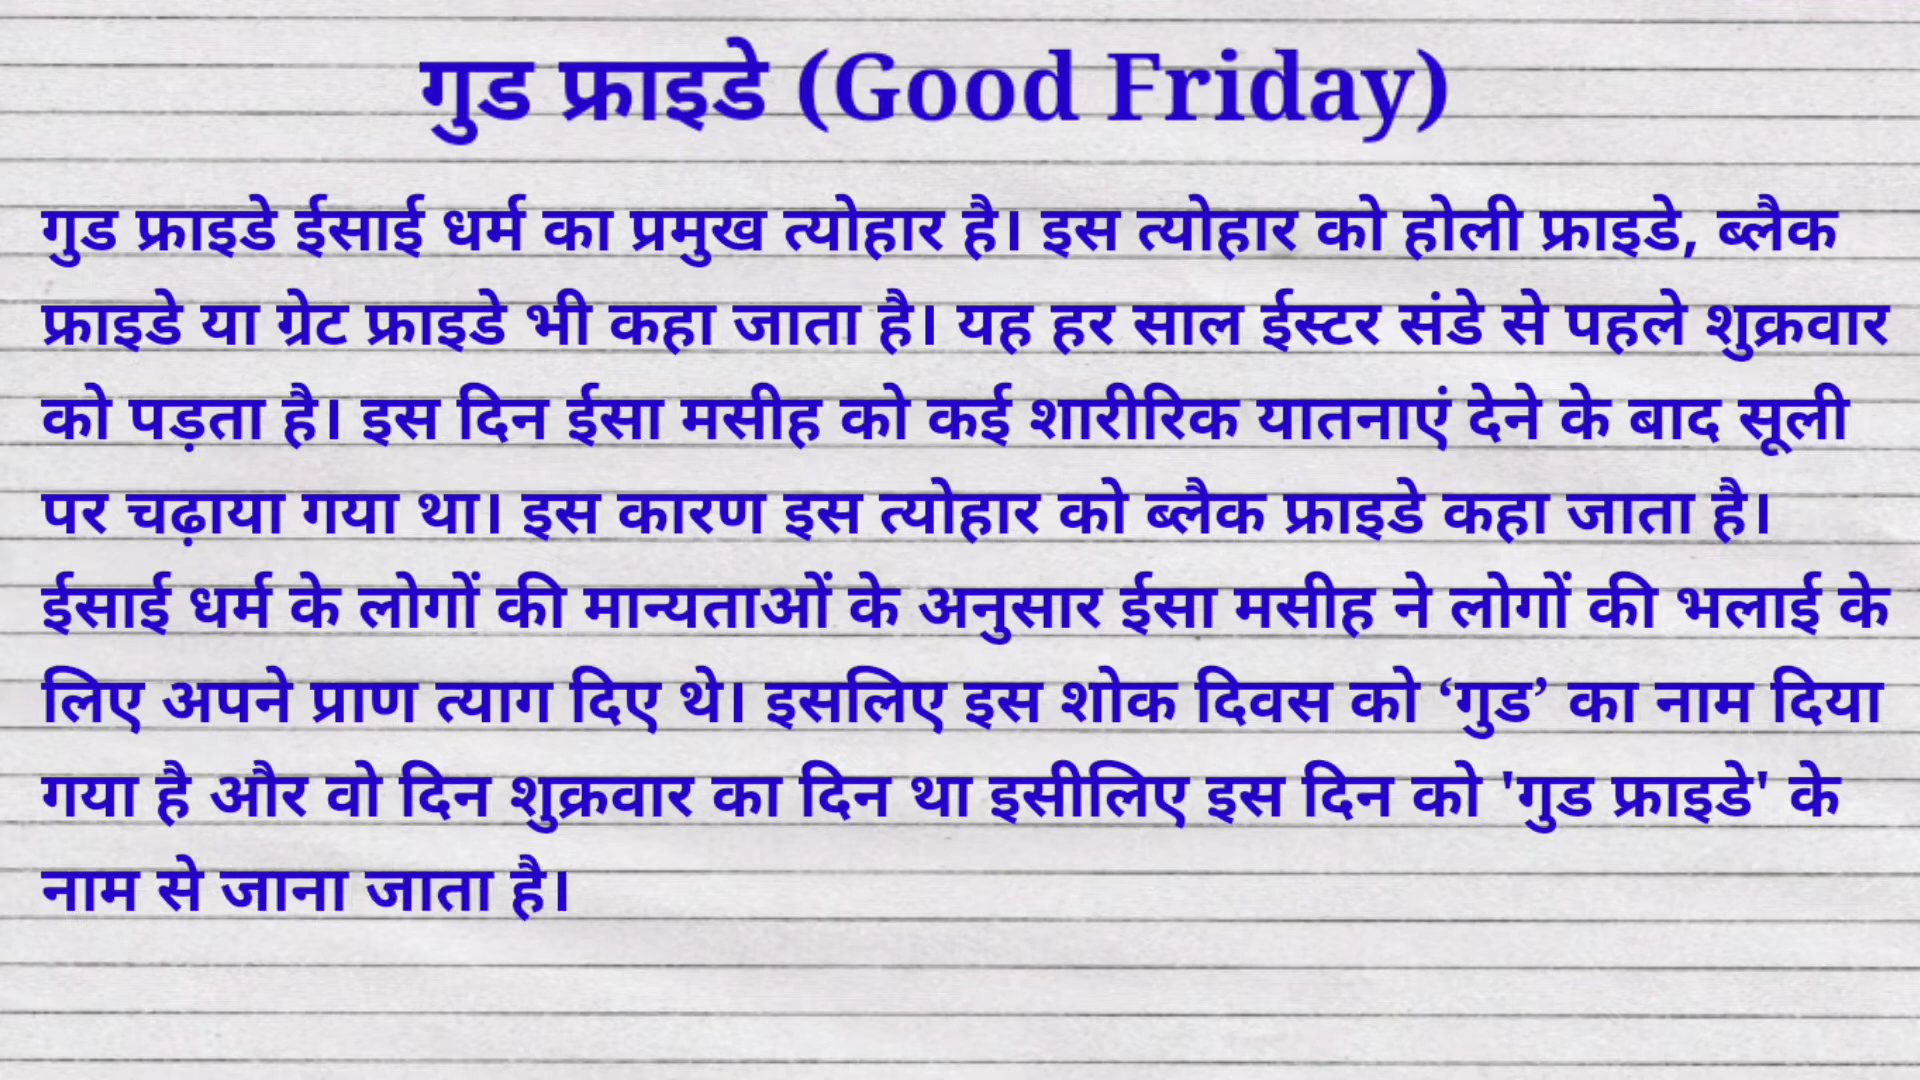 गुड फ्राइडे (Good Friday)
गुड फ्राइडे ईसाई धर्म का प्रमुख त्योहार है। इस त्योहार को होली फ्राइडे, ब्लैक
फ्राइडे या ग्रेट फ्राइडे भी कहा जाता है। यह हर साल ईस्टर संडे से पहले शुक्रवार
को पड़ता है। इस दिन ईसा मसीह को कई शारीरिक यातनाएं देने के बाद सूली
पर चढ़ाया गया था। इस कारण इस त्योहार को ब्लैक फ्राइडे कहा जाता है।
ईसाई धर्म के लोगों की मान्यताओं के अनुसार ईसा मसीह ने लोगों की भलाई के
लिए अपने प्राण त्याग दिए थे। इसलिए इस शोक दिवस को ‘गुड’ का नाम दिया
गया है और वो दिन शुक्रवार का दिन था इसीलिए इस दिन को 'गुड फ्राइडे' के
नाम से जाना जाता है।